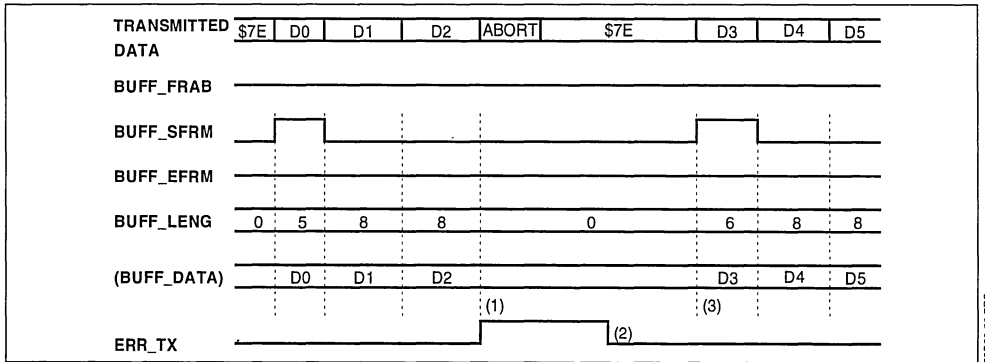 TRANSMITTED DATA $7E D0 D1 D2 ABORT $7E D3 D4 D5
BUFF_FRAB
BUFF_SFRM
BUFF_EFRM
BUFF_LENG 0 5 8 8 0 6 8 8
(BUFF_DATA) D0 D1 D2 D3 D4 D5
(1) (3)
ERR_TX (2)